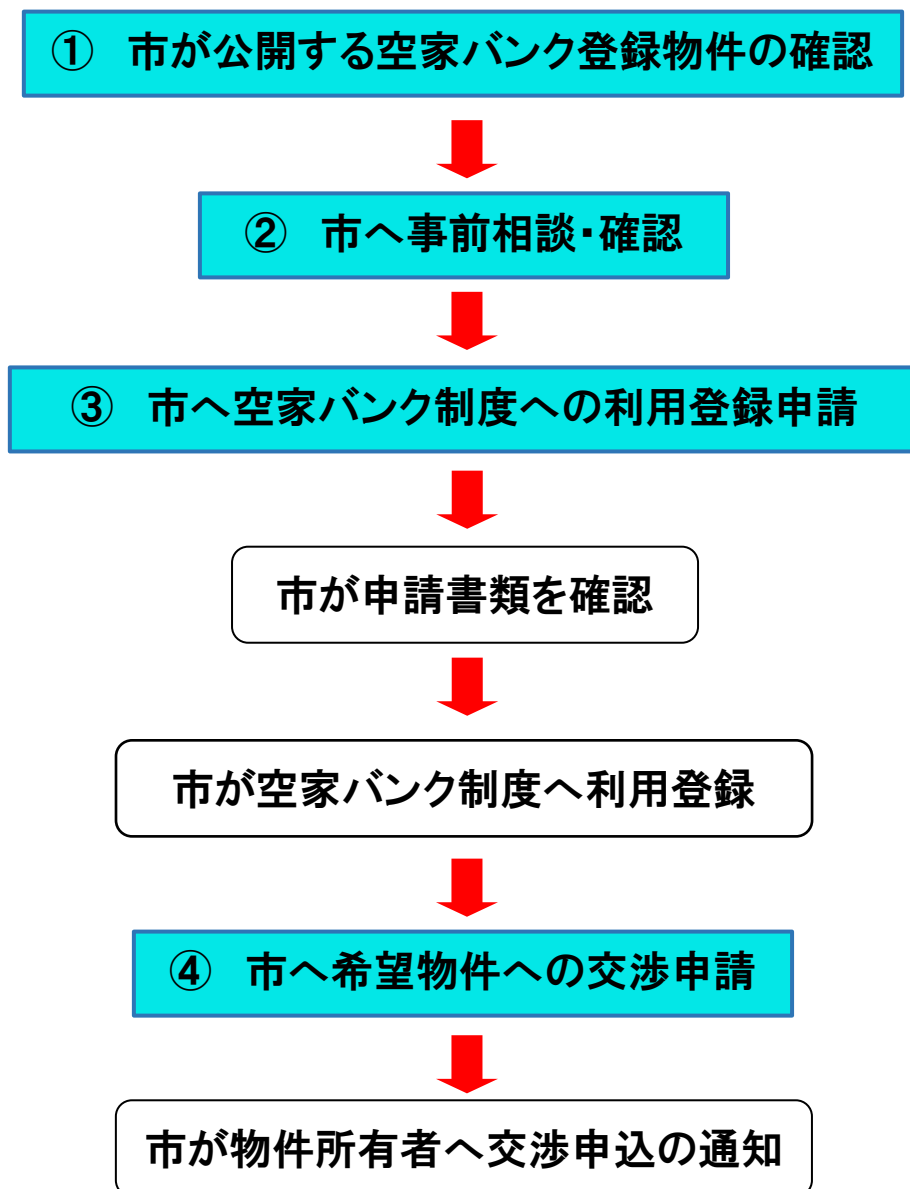 ① 市が公開する空家バンク登録物件の確認
② 市へ事前相談・確認
③ 市へ空家バンク制度への利用登録申請
市が申請書類を確認
市が空家バンク制度へ利用登録
④ 市へ希望物件への交渉申請
市が物件所有者へ交渉申込の通知